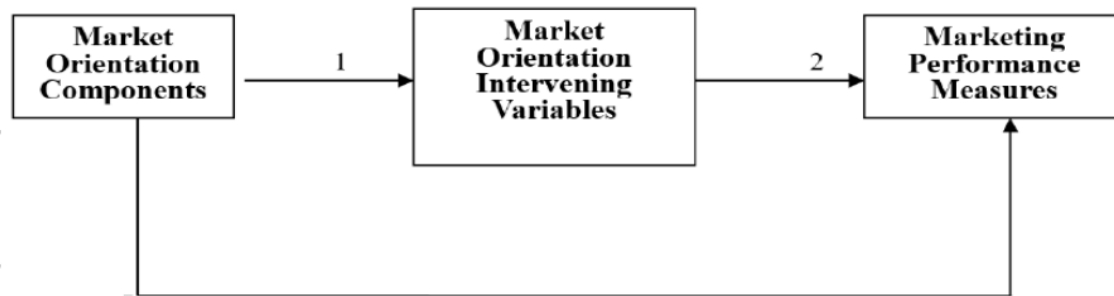 Market
Orientation
Components
1
Market
Orientation
Intervening
Variables
2
Marketing
Performance
Measures